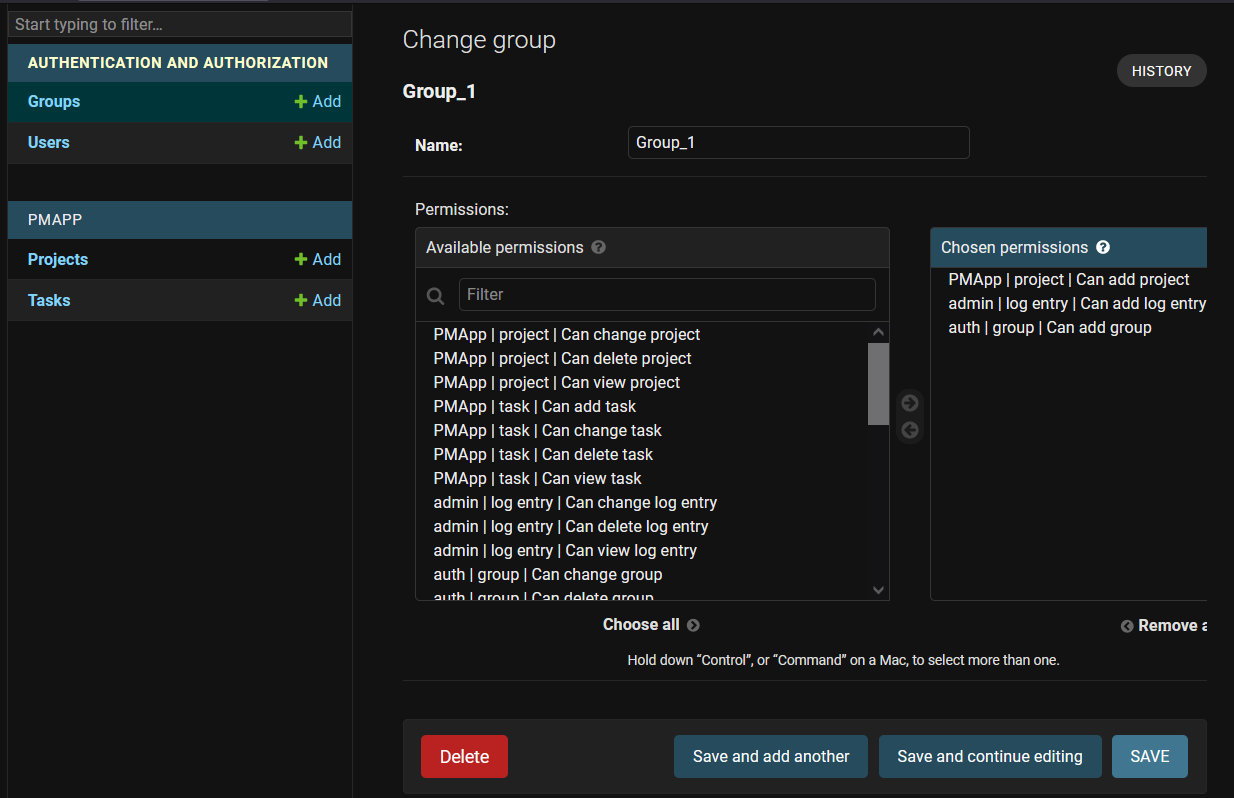 Start typing to filter...
AUTHENTICATION AND AUTHORIZATION
Groups
Add
Users
Add
PMAPP
Projects
Add
Tasks
Add
Change group
HISTORY
Group_1
Name:
Group_1
Permissions:
Available permissions ?
Filter
PMApp | project | Can change project
PMApp | project | Can delete project
PMApp | project | Can view project
PMApp | task | Can add task
PMApp | task | Can change task
PMApp | task | Can delete task
PMApp | task | Can view task
admin | log entry | Can change log entry
admin | log entry | Can delete log entry
admin | log entry | Can view log entry
auth | group | Can change group
auth | group | Can delete group
Choose all
Chosen permissions ?
PMApp | project | Can add project
admin | log entry | Can add log entry
auth | group | Can add group
Remove a
Hold down “Control”, or “Command” on a Mac, to select more than one.
Delete
Save and add another
Save and continue editing
SAVE